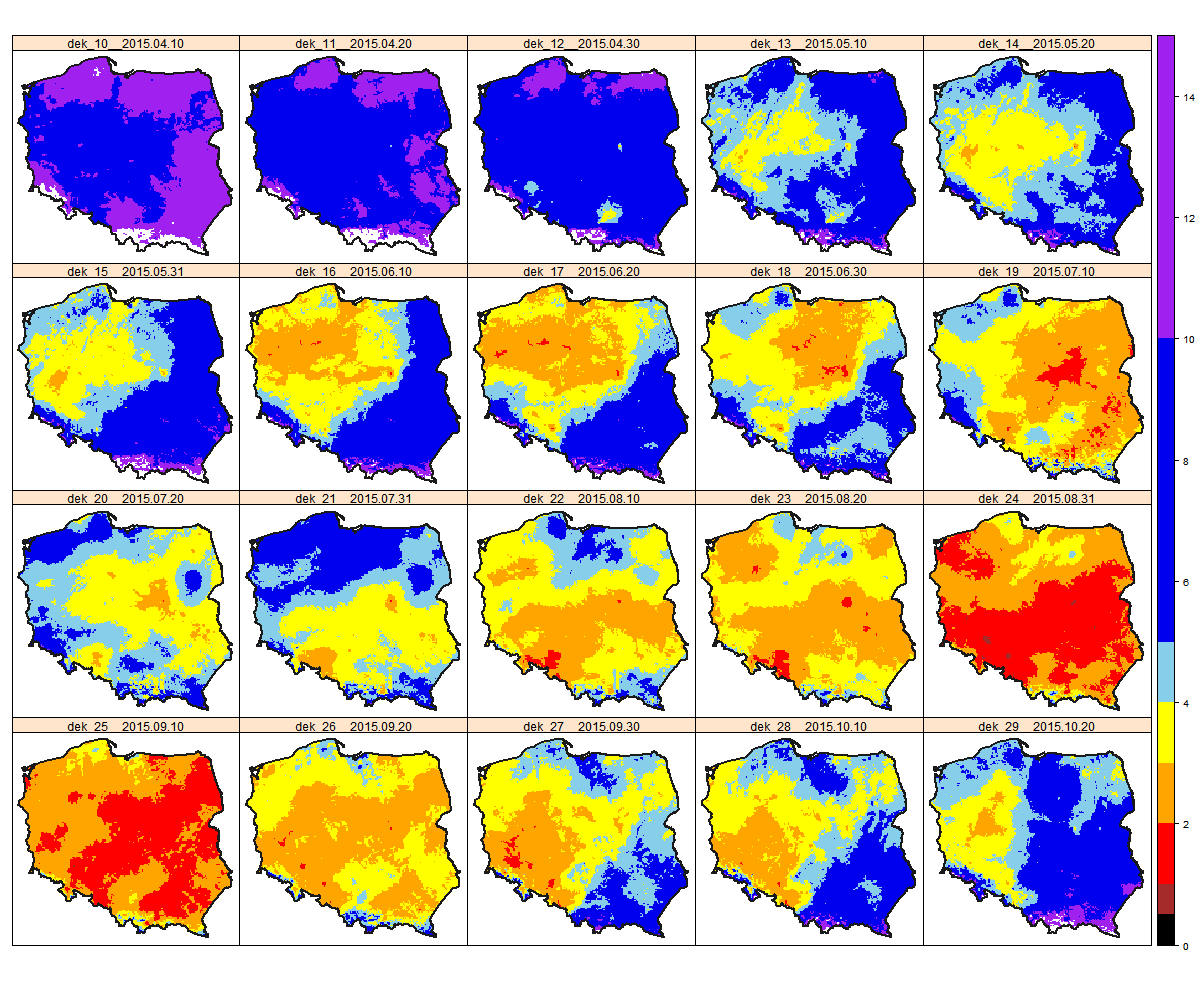 dek_10__2015.04.10
dek_11__2015.04.20
dek_12__2015.04.30
dek_13__2015.05.10
dek_14__2015.05.20
dek_15__2015.05.31
dek_16__2015.06.10
dek_17__2015.06.20
dek_18__2015.06.30
dek_19__2015.07.10
dek_20__2015.07.20
dek_21__2015.07.31
dek_22__2015.08.10
dek_23__2015.08.20
dek_24__2015.08.31
dek_25__2015.09.10
dek_26__2015.09.20
dek_27__2015.09.30
dek_28__2015.10.10
dek_29__2015.10.20
14
12
10
8
6
4
2
0